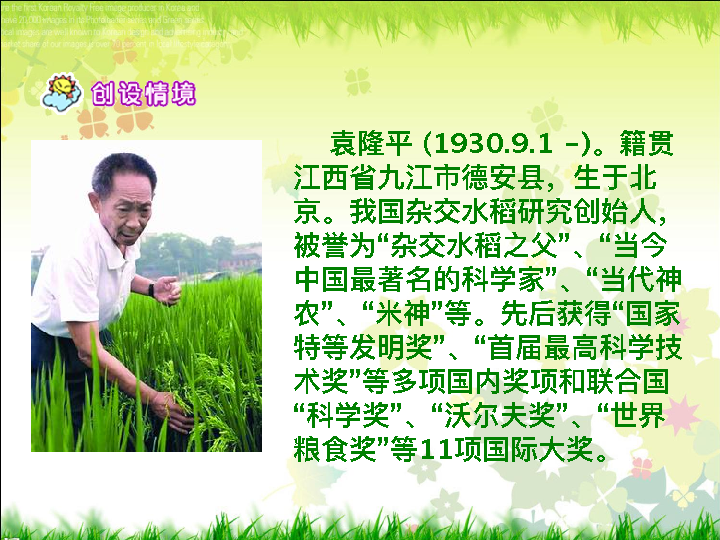 创设情境
袁隆平 (1930.9.1 –)。籍贯
江西省九江市德安县，生于北
京。我国杂交水稻研究创始人，
被誉为“杂交水稻之父”、“当今
中国最著名的科学家”、“当代神
农”、“米神”等。先后获得“国家
特等发明奖”、“首届最高科学技
术奖”等多项国内奖项和联合国
“科学奖”、“沃尔夫奖”、“世界
粮食奖”等11项国际大奖。